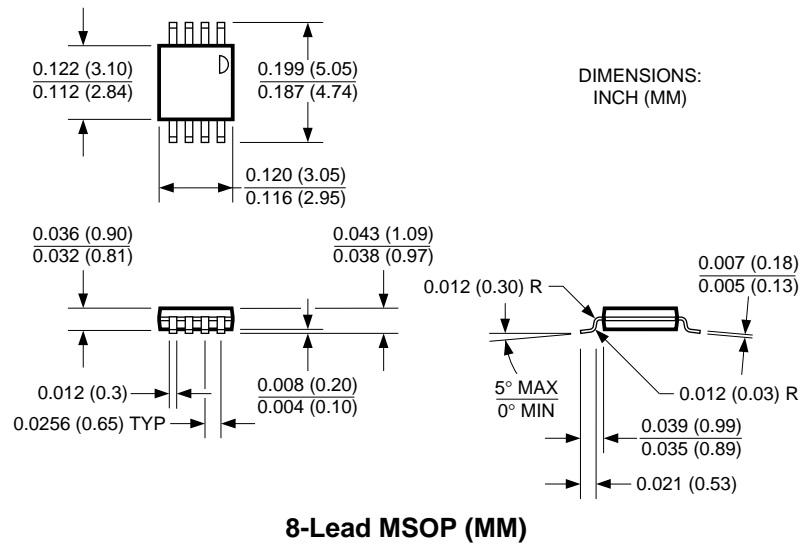 0.122 (3.10)
0.112 (2.84)
0.199 (5.05)
0.187 (4.74)
DIMENSIONS:
INCH (MM)
0.120 (3.05)
0.116 (2.95)
0.036 (0.90)
0.032 (0.81)
0.043 (1.09)
0.038 (0.97)
0.007 (0.18)
0.005 (0.13)
0.012 (0.30) R
0.012 (0.3)
0.008 (0.20)
0.004 (0.10)
5° MAX
0° MIN
0.012 (0.03) R
0.0256 (0.65) TYP
0.039 (0.99)
0.035 (0.89)
0.021 (0.53)
8-Lead MSOP (MM)